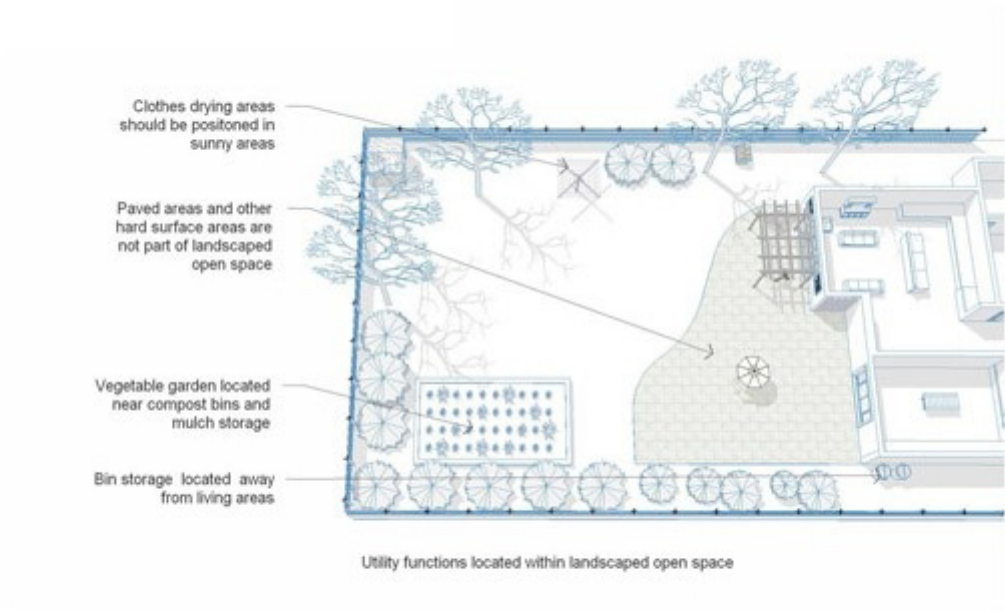 Clothes drying areas
should be positoned in
sunny areas
Paved areas and other
hard surface areas are
not part of landscaped
open space
Vegetable garden located
near compost bins and
mulch storage
Bin storage located away
from living areas
Utility functions located within landscaped open space